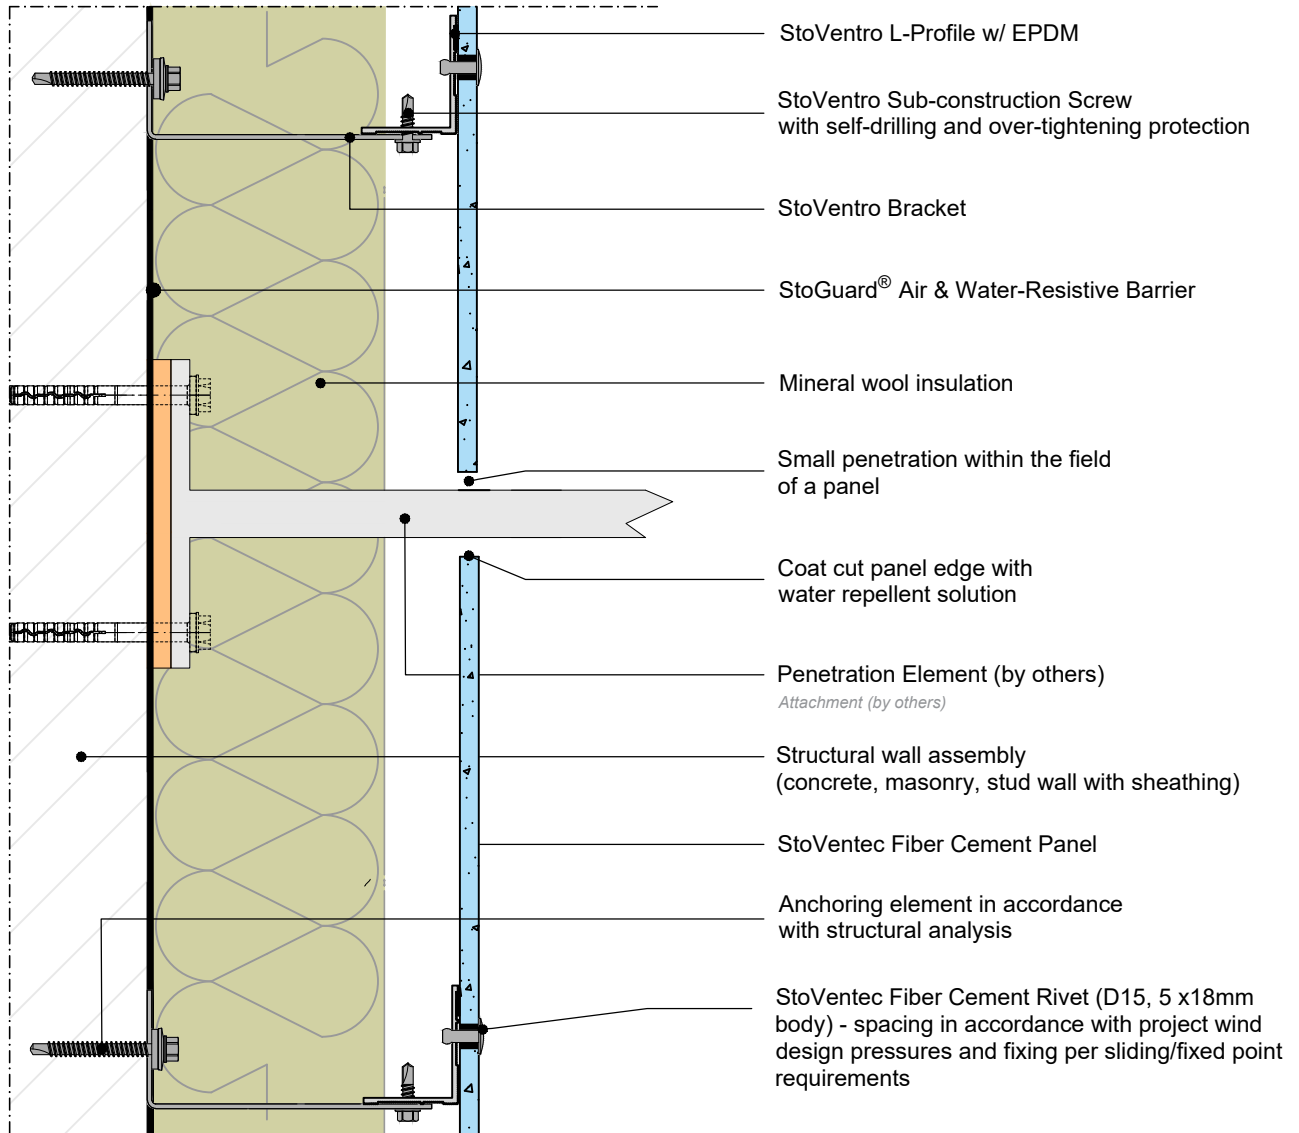 StoVentro L-Profile w/ EPDM
StoVentro Sub-construction Screw
with self-drilling and over-tightening protection
StoVentro Bracket
StoGuard® Air & Water-Resistive Barrier
Mineral wool insulation
Small penetration within the field
of a panel
Coat cut panel edge with
water repellent solution
Penetration Element (by others)
Attachment (by others)
Structural wall assembly
(concrete, masonry, stud wall with sheathing)
StoVentec Fiber Cement Panel
Anchoring element in accordance
with structural analysis
StoVentec Fiber Cement Rivet (D15, 5 x18mm
body) - spacing in accordance with project wind
design pressures and fixing per sliding/fixed point
requirements